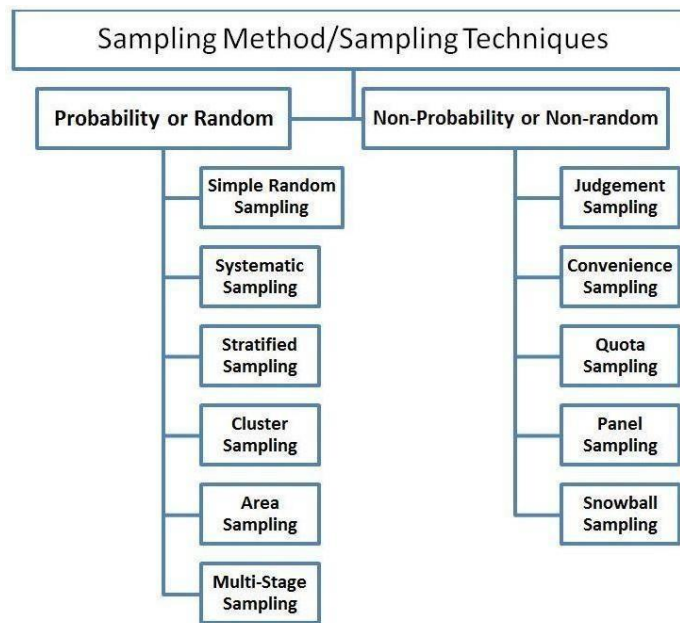 Sampling Method/Sampling Techniques
Probability or Random
Non-Probability or Non-random
Simple Random
Sampling
Systematic
Sampling
Stratified
Sampling
Cluster
Sampling
Area
Sampling
Multi-Stage
Sampling
Judgement
Sampling
Convenience
Sampling
Quota
Sampling
Panel
Sampling
Snowball
Sampling